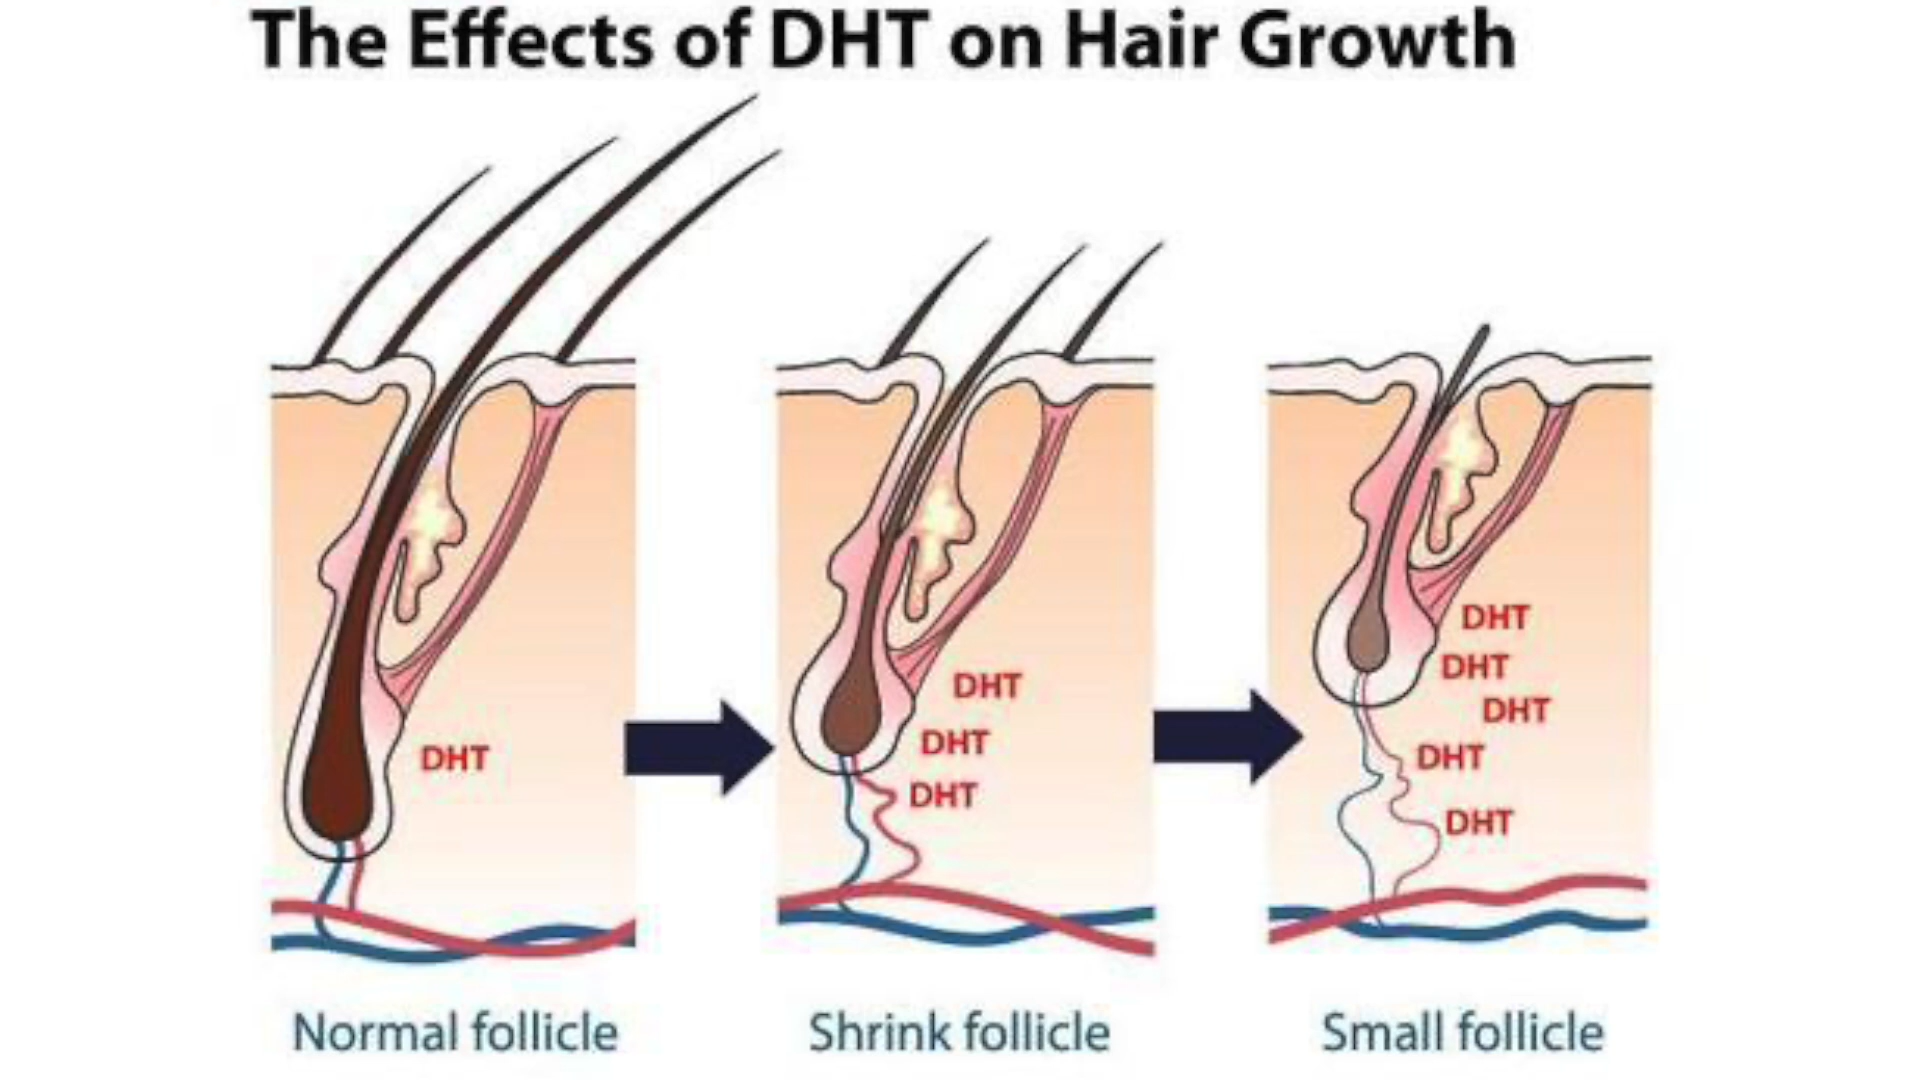 The Effects of DHT on Hair Growth
DHT
DHT
DHT
DHT
DHT
DHT
DHT
DHT
DHT
Normal follicle
Shrink follicle
Small follicle